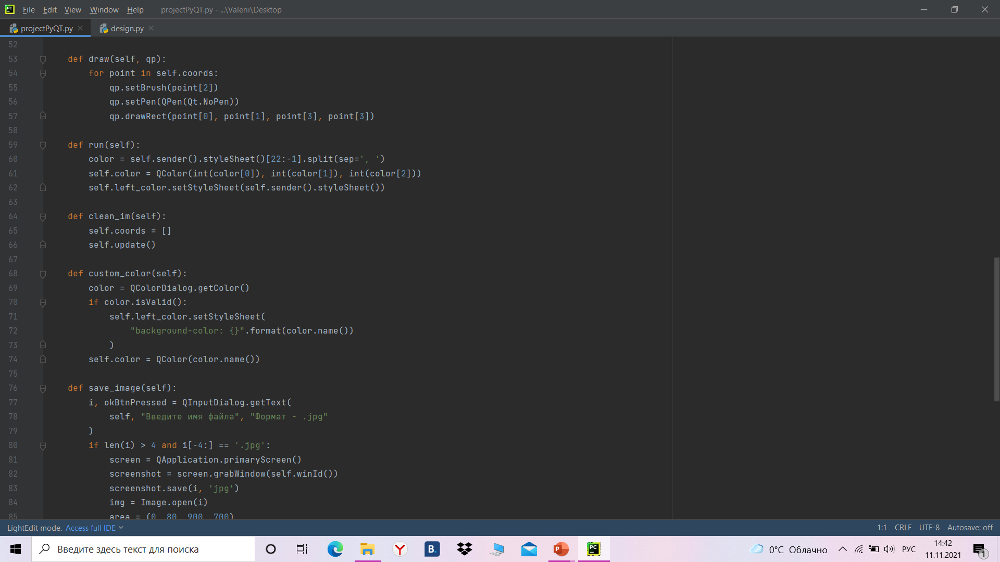 File Edit View Window Help projectPyQT.py - ...\Valerii\Desktop
projectPyQT.py design.py
52
53 def draw(self, qp):
54 for point in self.coords:
55 qp.setBrush(point[2])
56 qp.setPen(QPen(Qt.NoPen))
57 qp.drawRect(point[0], point[1], point[3], point[3])
58
59 def run(self):
60 color = self.sender().styleSheet()[22:-1].split(sep=', ')
61 self.color = QColor(int(color[0]), int(color[1]), int(color[2]))
62 self.left_color.setStyleSheet(self.sender().styleSheet())
63
64 def clean_im(self):
65 self.coords = []
66 self.update()
67
68 def custom_color(self):
69 color = QColorDialog.getColor()
70 if color.isValid():
71 self.left_color.setStyleSheet(
72 "background-color: {}".format(color.name())
73 )
74 self.color = QColor(color.name())
75
76 def save_image(self):
77 i, okBtnPressed = QInputDialog.getText(
78 self, "Введите имя файла", "Формат - .jpg"
79 )
80 if len(i) > 4 and i[-4:] == '.jpg':
81 screen = QApplication.primaryScreen()
82 screenshot = screen.grabWindow(self.winId())
83 screenshot.save(i, 'jpg')
84 img = Image.open(i)
85 area = (0, 80, 900, 700)
LightEdit mode. Access full IDE 1:1 CRLF UTF-8 Autosave: off
Введите здесь текст для поиска 0°C Облачно РУС 14:42
11.11.2021
1